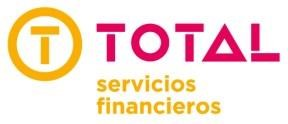 T TOTAL
servicios
financieros